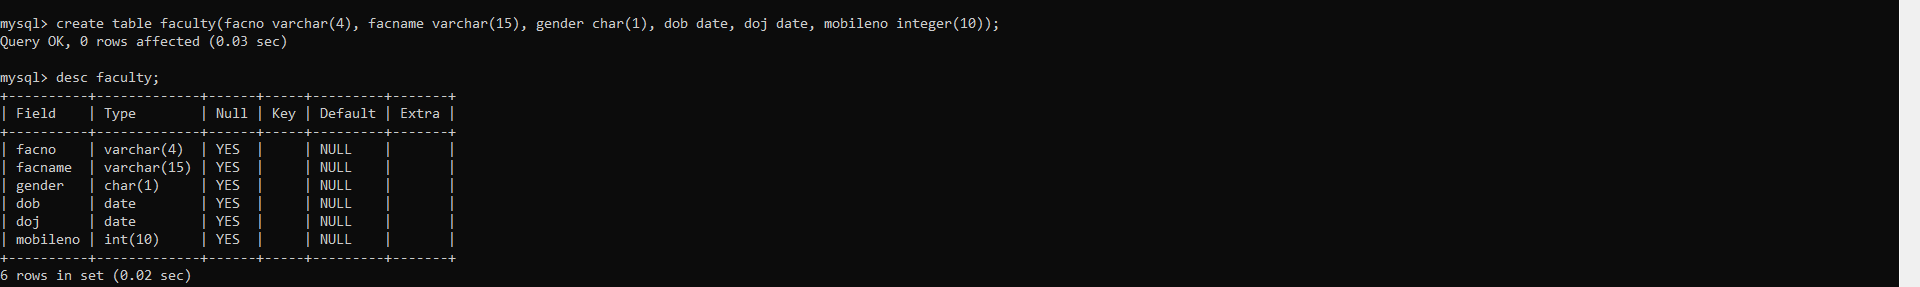 mysql> create table faculty(facno varchar(4), facname varchar(15), gender char(1), dob date, doj date, mobileno integer(10));
Query OK, 0 rows affected (0.03 sec)
mysql> desc faculty;
+----------+-------------+------+-----+---------+-------+
| Field    | Type        | Null | Key | Default | Extra |
+----------+-------------+------+-----+---------+-------+
| facno    | varchar(4)  | YES  |     | NULL    |       |
| facname  | varchar(15) | YES  |     | NULL    |       |
| gender   | char(1)     | YES  |     | NULL    |       |
| dob      | date        | YES  |     | NULL    |       |
| doj      | date        | YES  |     | NULL    |       |
| mobileno | int(10)     | YES  |     | NULL    |       |
+----------+-------------+------+-----+---------+-------+
6 rows in set (0.02 sec)